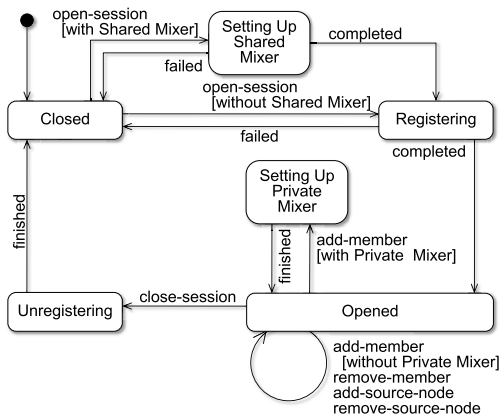 open-session
[with Shared Mixer]
Setting Up
Shared
Mixer
completed
failed
open-session
[without Shared Mixer]
Closed
Registering
failed
completed
Setting Up
Private
Mixer
finished
finished
add-member
[with Private  Mixer]
Unregistering
close-session
Opened
add-member
[without Private Mixer]
remove-member
add-source-node
remove-source-node